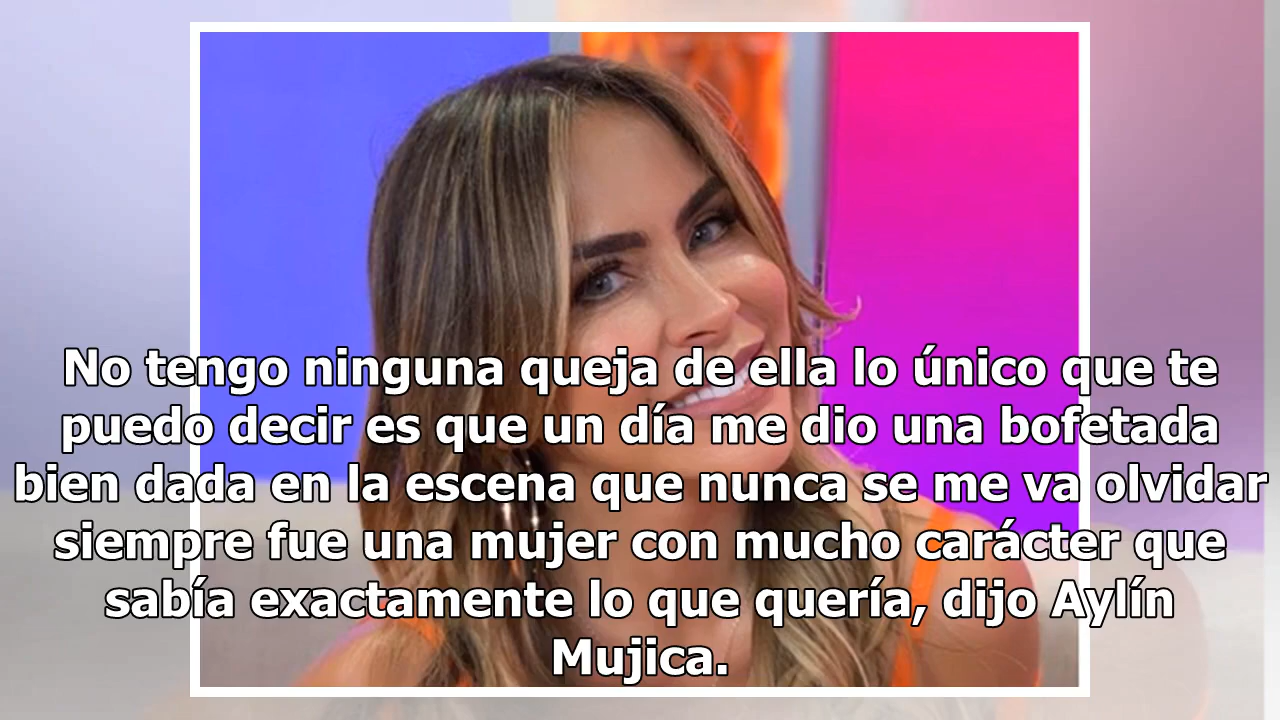 No tengo ninguna queja de ella lo único que te
puedo decir es que un día me dio una bofetada
bien dada en la escena que nunca se me va olvidar
siempre fue una mujer con mucho carácter que
sabía exactamente lo que quería, dijo Aylín
Mujica.